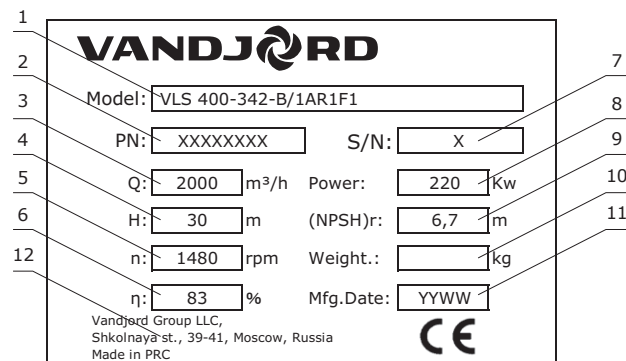 VANDJORD
1
2
3
4
5
6
12
7
8
9
10
11
Model: VLS 400-342-B/1AR1F1
PN: XXXXXXXX S/N: X
Q: 2000 m³/h Power: 220 Kw
H: 30 m (NPSH)r: 6,7 m
n: 1480 rpm Weight.: kg
η: 83 % Mfg.Date: YYWW
Vandjord Group LLC,
Shkolnaya st., 39-41, Moscow, Russia
Made in PRC
CE